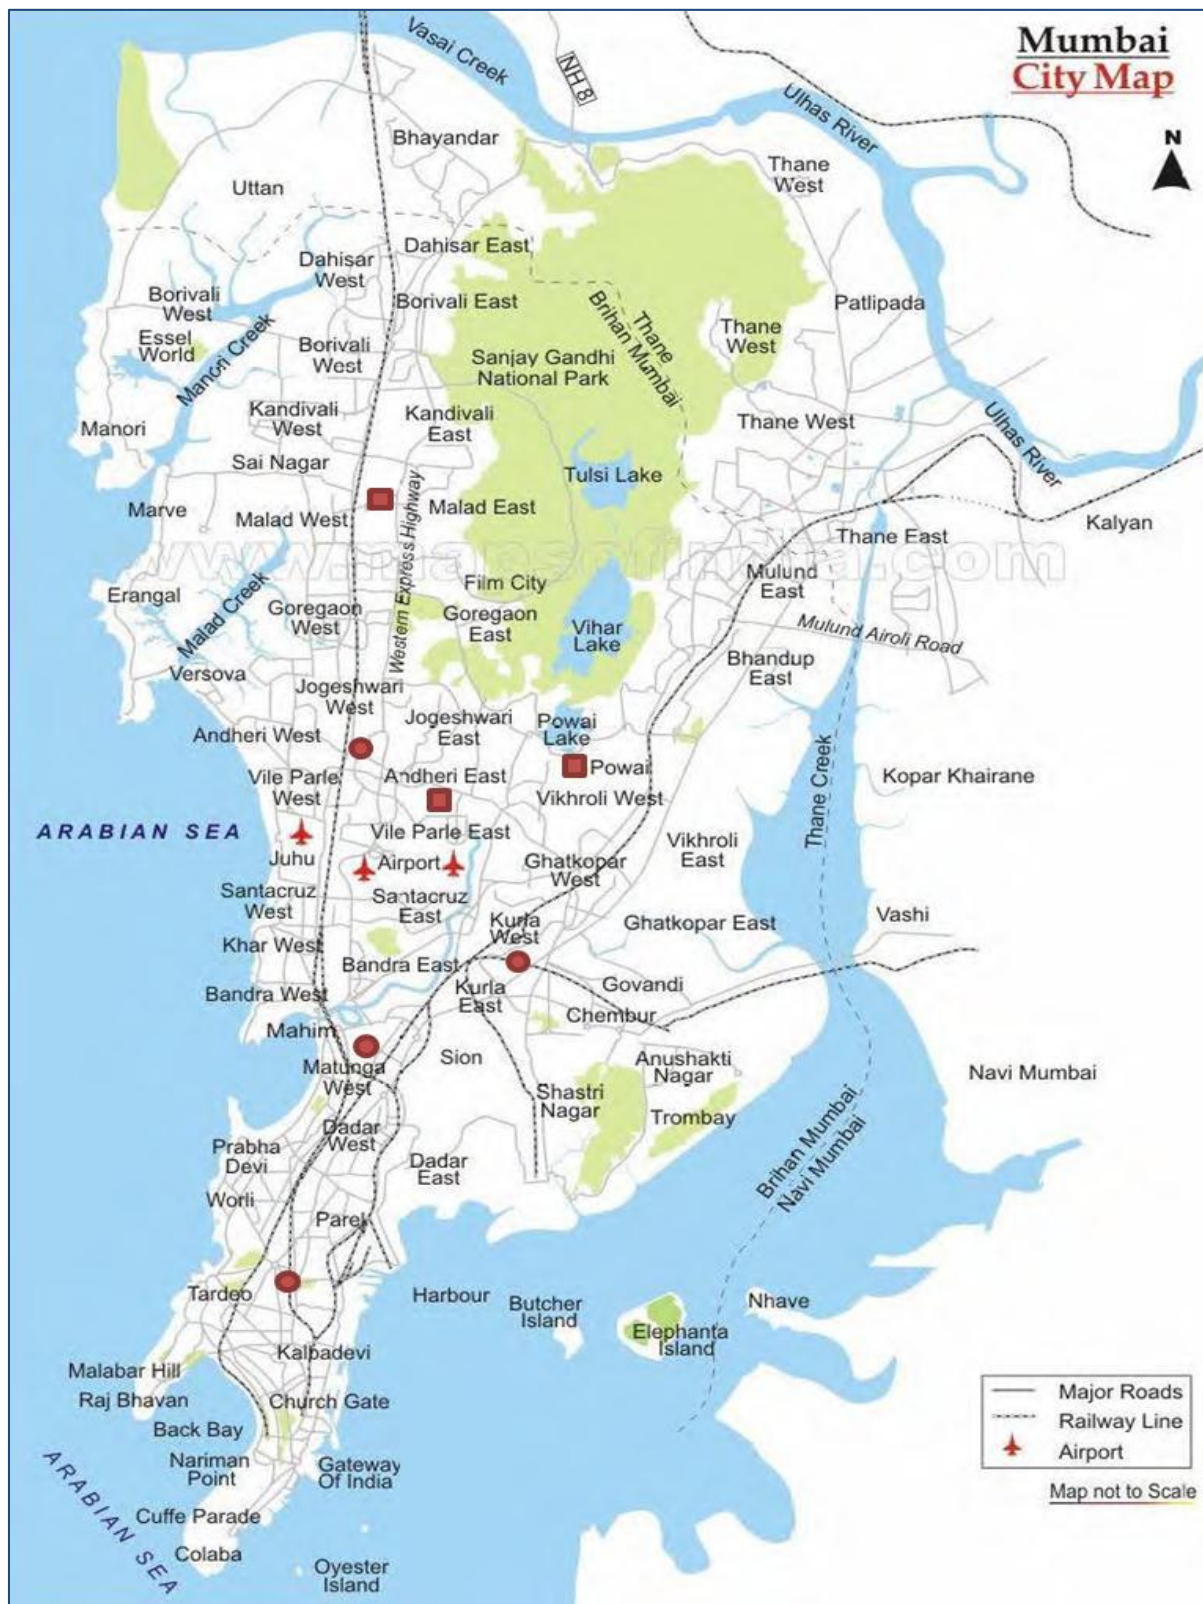 Mumbai
City Map
Vasai Creek
NH 8
Ulhas River
N
Bhayandar
Thane
West
Uttan
Dahisar East
Dahisar
West
Borivali
West
Borivali East
Thane
Brihan Mumbai
Patlipada
Essel
World
Manori Creek
Borivali
West
Thane
West
Sanjay Gandhi
National Park
Kandivali
West
Kandivali
East
Manori
Thane West
Ulhas River
Sai Nagar
Tulsi Lake
Marve
Malad West
Western Express Highway
Malad East
Kalyan
Thane East
www.mapsofindia.com
Mulund
East
Erangal
Malad Creek
Goregaon
West
Film City
Goregaon
East
Vihar
Lake
Mulund Airoli Road
Versova
Bhandup
East
Jogeshwari
West
Jogeshwari
East
Powai
Lake
Andheri West
Thane Creek
Vile Parle
West
Andheri East
Powai
Kopar Khairane
Vikhroli West
ARABIAN SEA
Vile Parle East
Vikhroli
East
Juhu
Airport
Ghatkopar
West
Santacruz
West
Santacruz
East
Kurla
West
Ghatkopar East
Vashi
Khar West
Bandra East
Bandra West
Kurla
East
Govandi
Chembur
Mahim
Matunga
West
Sion
Anushakti
Nagar
Navi Mumbai
Shastri
Nagar
Trombay
Dadar
West
Prabha
Devi
Dadar
East
Brihan Mumbai
Navi Mumbai
Worli
Parel
Tardeo
Harbour
Butcher
Island
Nhave
Elephanta
Island
Kalpadevi
Malabar Hill
Raj Bhavan
Church Gate
Back Bay
Nariman
Point
Gateway
Of India
ARABIAN SEA
Cuffe Parade
Colaba
Oyester
Island
Major Roads
Railway Line
Airport
Map not to Scale